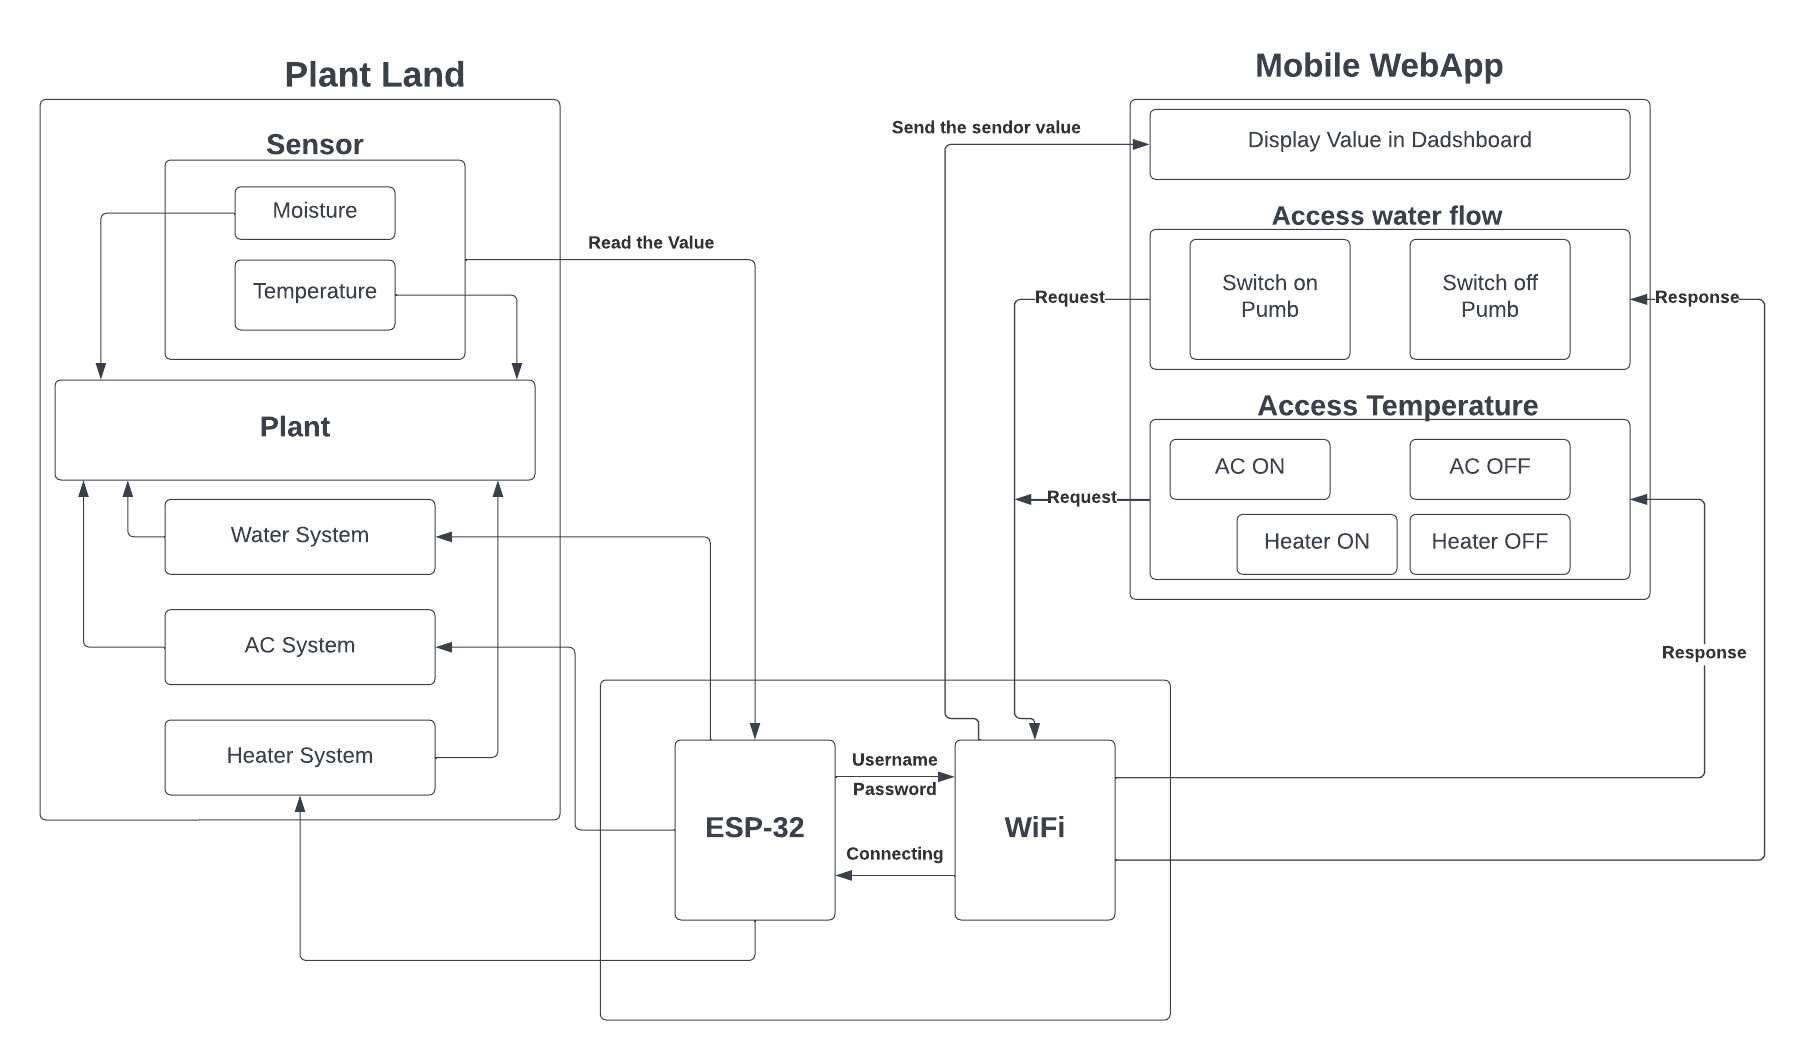 Plant Land
Sensor
Moisture
Temperature
Read the Value
Plant
Water System
AC System
Heater System
ESP-32
Username
Password
Connecting
WiFi
Mobile WebApp
Send the sendor value
Display Value in Dadshboard
Access water flow
Request
Switch on
Pumb
Switch off
Pumb
Response
Access Temperature
Request
AC ON
AC OFF
Heater ON
Heater OFF
Response